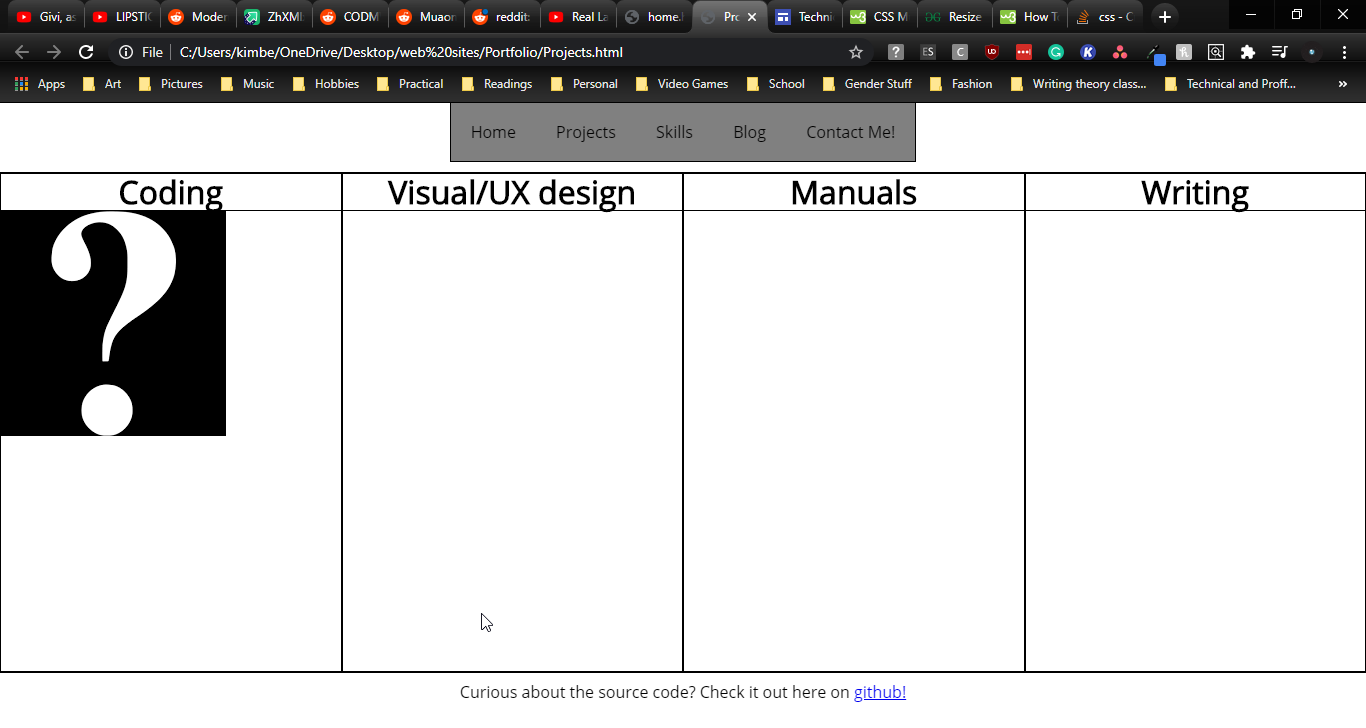 Givi, as LIPSTIC Moder ZhXML CODM Muaor reddit: Real La home.l Pro Techni CSS M Resize How To css - C
File C:/Users/kimbe/OneDrive/Desktop/web%20sites/Portfolio/Projects.html
Apps Art Pictures Music Hobbies Practical Readings Personal Video Games School Gender Stuff Fashion Writing theory class... Technical and Proff... »
Home Projects Skills Blog Contact Me!
Coding Visual/UX design Manuals Writing
?
Curious about the source code? Check it out here on github!